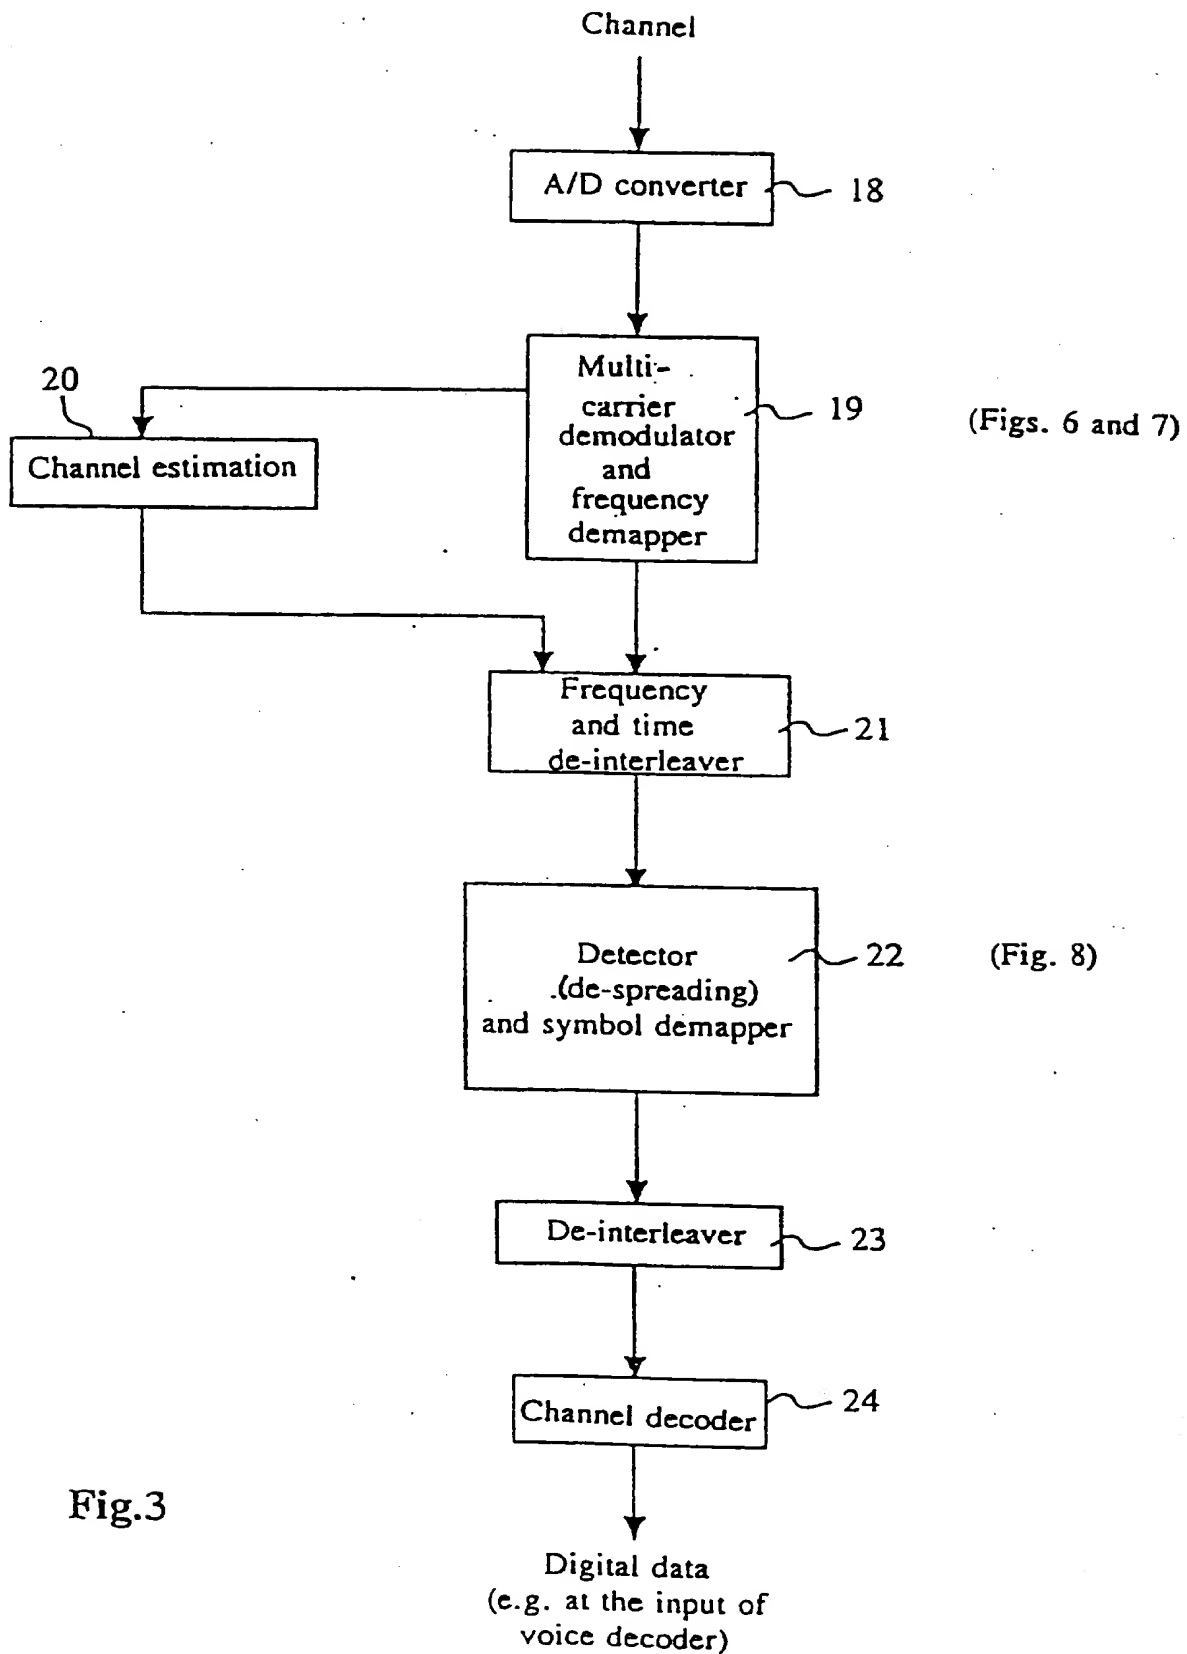 Channel
A/D converter
18
Multi-
carrier
demodulator
and
frequency
demapper
19
(Figs. 6 and 7)
20
Channel estimation
Frequency
and time
de-interleaver
21
Detector
(de-spreading)
and symbol demapper
22
(Fig. 8)
De-interleaver
23
Channel decoder
24
Fig.3
Digital data
(e.g. at the input of
voice decoder)